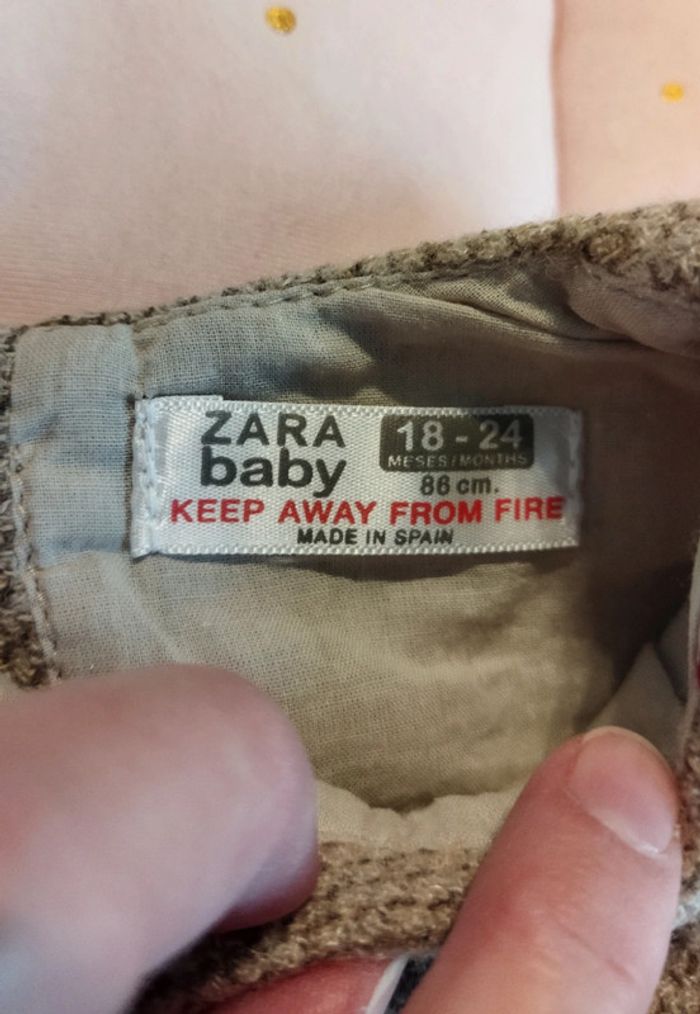 ZARA
baby
18 - 24
MESES/MONTHS
86 cm.
KEEP AWAY FROM FIRE
MADE IN SPAIN